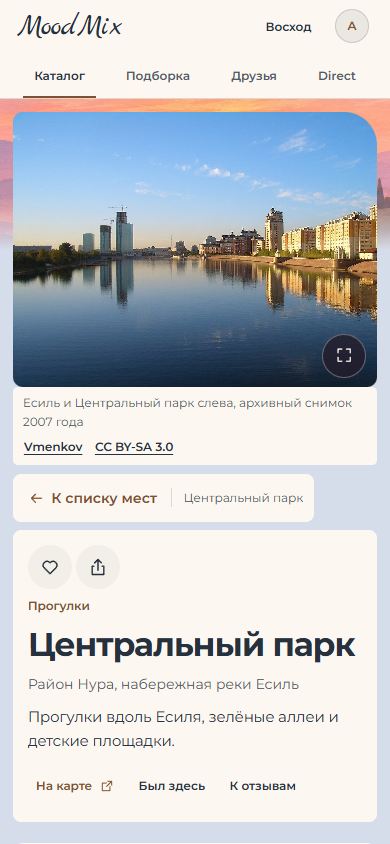 Mood Mix
Восход
А
Каталог
Подборка
Друзья
Direct
Есиль и Центральный парк слева, архивный снимок
2007 года
Vmenkov CC BY-SA 3.0
← К списку мест
Центральный парк
Прогулки
Центральный парк
Район Нура, набережная реки Есиль
Прогулки вдоль Есиля, зелёные аллеи и
детские площадки.
На карте
Был здесь
К отзывам